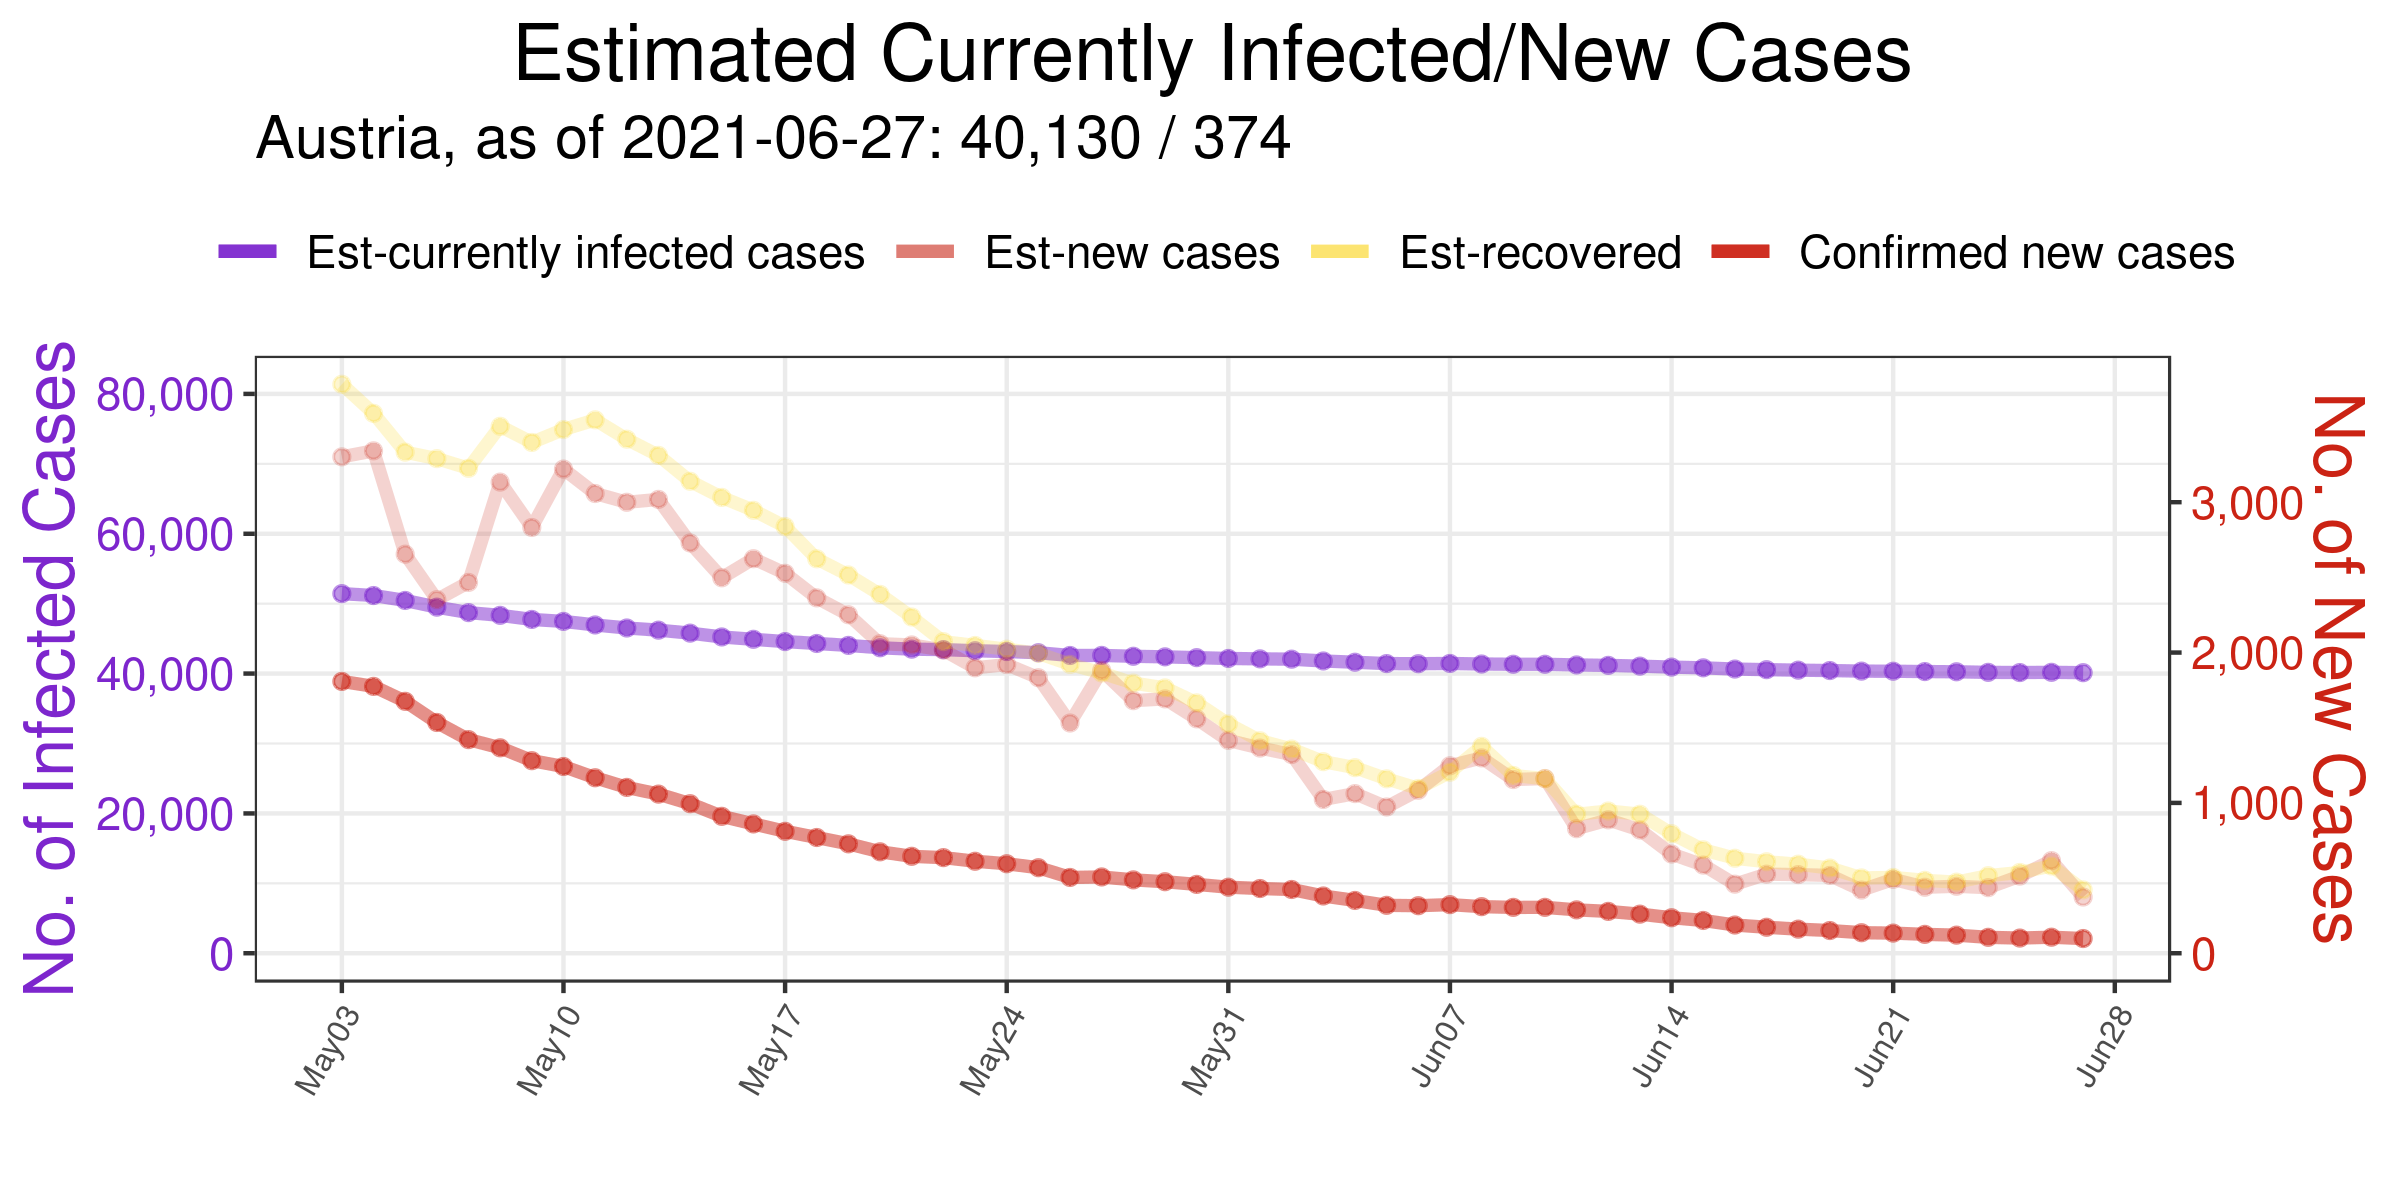 Estimated Currently Infected/New Cases
Austria, as of 2021-06-27: 40,130 / 374
Est-currently infected cases Est-new cases Est-recovered Confirmed new cases
No. of Infected Cases
80,000
60,000
40,000
20,000
0
No. of New Cases
3,000
2,000
1,000
0
May03 May10 May17 May24 May31 Jun07 Jun14 Jun21 Jun28